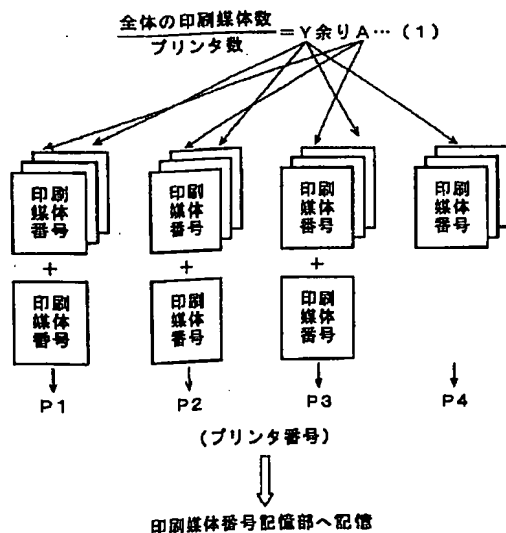 全体の印刷媒体数
プリンタ数
=Y余りA…(1)
印刷
媒体
番号
印刷
媒体
番号
印刷
媒体
番号
印刷
媒体
番号
+
+
+
印刷
媒体
番号
印刷
媒体
番号
印刷
媒体
番号
P1 P2 P3 P4
(プリンタ番号)
印刷媒体番号記憶部へ記憶